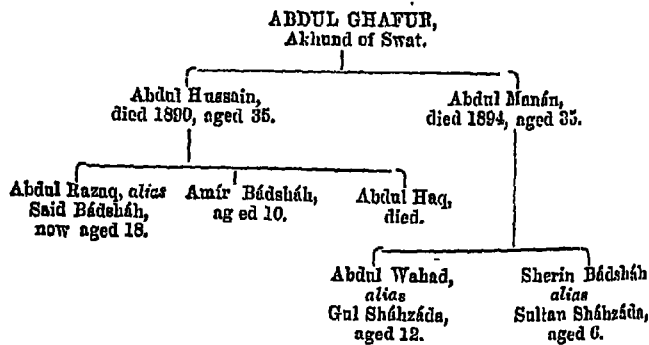 ABDUL GHAFUR,
Akhund of Swat.
Abdul Hussain,
died 1890, aged 35.
Abdul Manán,
died 1894, aged 35.
Abdul Razaq, alias
Said Bádsháh,
now aged 18.
Amír Bádsháh,
ag ed 10.
Abdul Haq,
died.
Abdul Wahad,
alias
Gul Sháhzáda,
aged 12.
Sherin Bádsháh
alias
Sultan Sháhzáda,
aged 6.